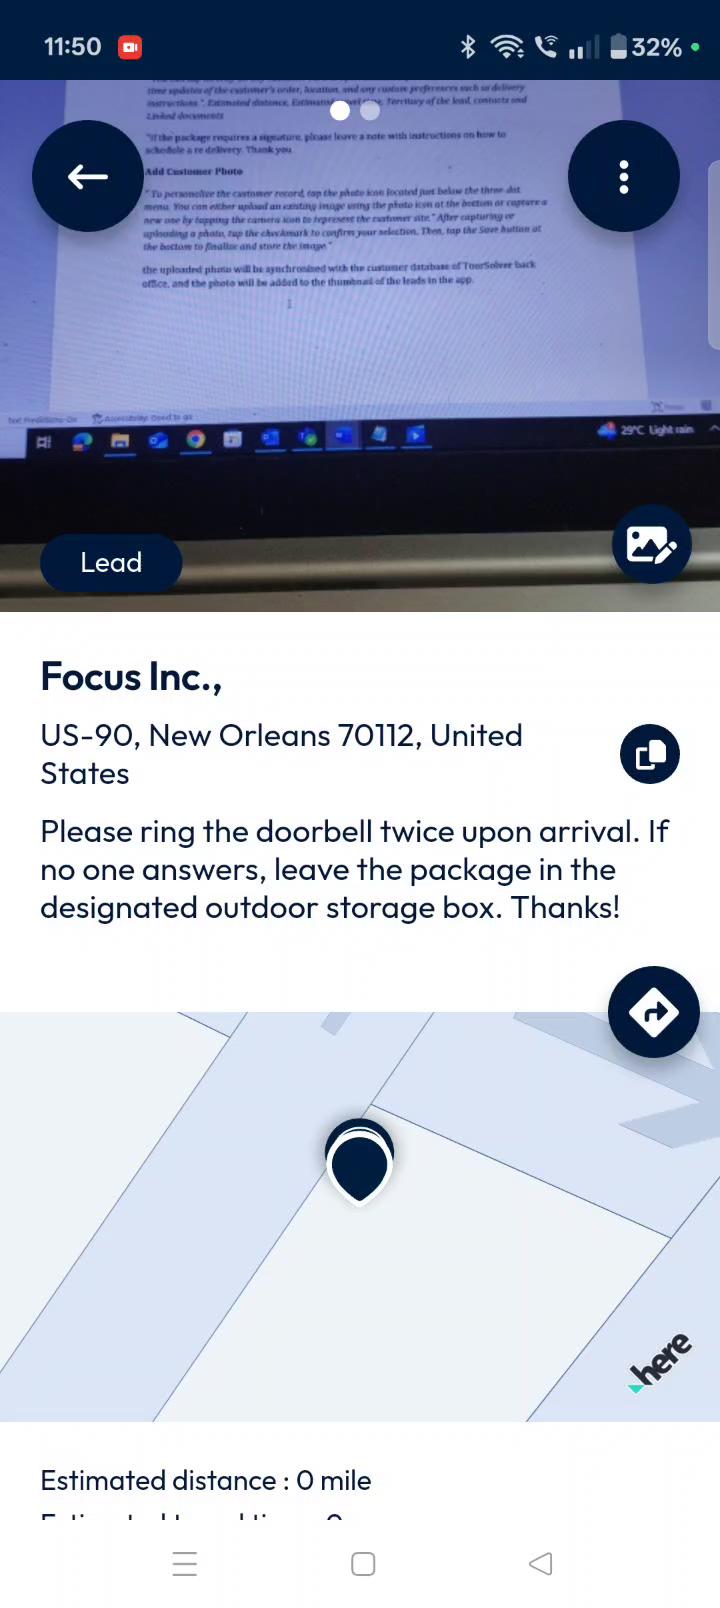 11:50
32%
time updates of the customer's order, location, and any custom preferences such as delivery
instructions ". Estimated distance, Territory of the lead, contacts and
Linked documents
"If the package requires a signature, please leave a note with instructions on how to
schedule a re delivery. Thank you
Add Customer Photo
" To personalize the customer record, tap the photo icon located just below the three-dot
menu. You can either upload an existing image using the photo icon at the bottom or capture a
new one by tapping the camera icon to represent the customer site." After capturing or
uploading a photo, tap the checkmark to confirm your selection. Then, tap the Save button at
the bottom to finalize and store the image "
the uploaded photo will be synchronised with the customer database of TourSolver back
office, and the photo will be added to the thumbnail of the leads in the app.
Text Predictions: On
Accessibility: Good to go
29°C Light rain
Lead
Focus Inc.,
US-90, New Orleans 70112, United
States
Please ring the doorbell twice upon arrival. If
no one answers, leave the package in the
designated outdoor storage box. Thanks!
here
Estimated distance : 0 mile